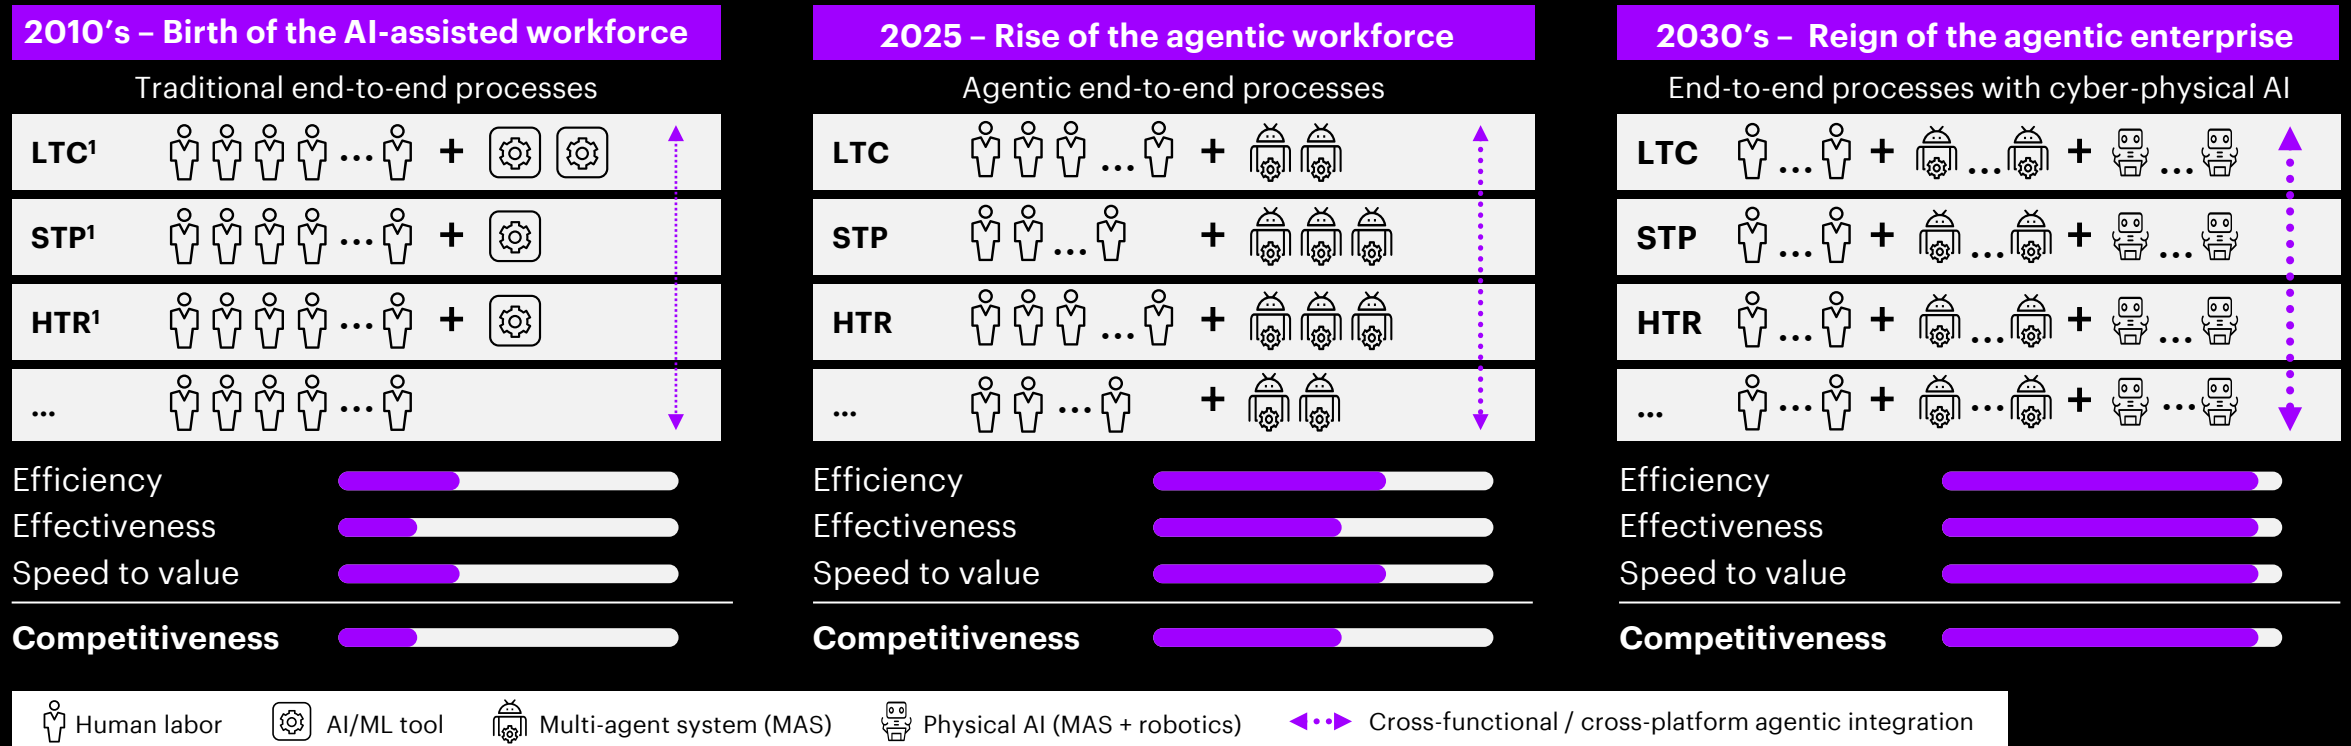 2010's – Birth of the AI-assisted workforce
Traditional end-to-end processes
LTC¹ ... +
STP¹ ... +
HTR¹ ... +
... ...
Efficiency
Effectiveness
Speed to value
Competitiveness
2025 – Rise of the agentic workforce
Agentic end-to-end processes
LTC ... +
STP ... +
HTR ... +
... ... +
Efficiency
Effectiveness
Speed to value
Competitiveness
2030's – Reign of the agentic enterprise
End-to-end processes with cyber-physical AI
LTC ... + ... + ...
STP ... + ... + ...
HTR ... + ... + ...
... ... + ... + ...
Efficiency
Effectiveness
Speed to value
Competitiveness
Human labor AI/ML tool Multi-agent system (MAS) Physical AI (MAS + robotics) Cross-functional / cross-platform agentic integration